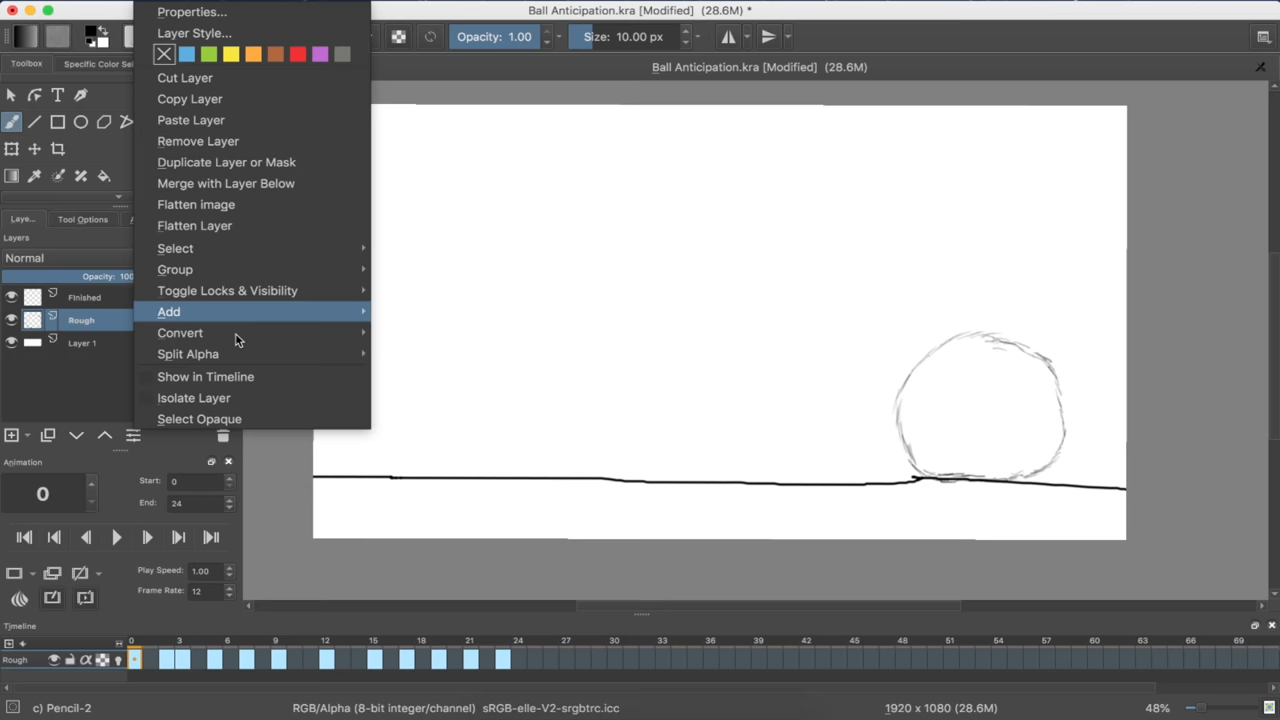 Ball Anticipation.kra [Modified] (28.6M) *
Properties...
Layer Style...
Opacity: 1.00
Size: 10.00 px
Toolbox
Specific Color Sel
Ball Anticipation.kra [Modified] (28.6M)
Cut Layer
Copy Layer
Paste Layer
Remove Layer
Duplicate Layer or Mask
Merge with Layer Below
Flatten image
Flatten Layer
Select
Group
Toggle Locks & Visibility
Add
Convert
Split Alpha
Show in Timeline
Isolate Layer
Select Opaque
Laye...
Tool Options
Layers
Normal
Opacity: 100
FInished
Rough
Layer 1
Animation
0
Start: 0
End: 24
Play Speed: 1.00
Frame Rate: 12
Timeline
0 3 6 9 12 15 18 21 24 27 30 33 36 39 42 45 48 51 54 57 60 63 66 69
Rough
c) Pencil-2
RGB/Alpha (8-bit integer/channel) sRGB-elle-V2-srgbtrc.icc
1920 x 1080 (28.6M)
48%